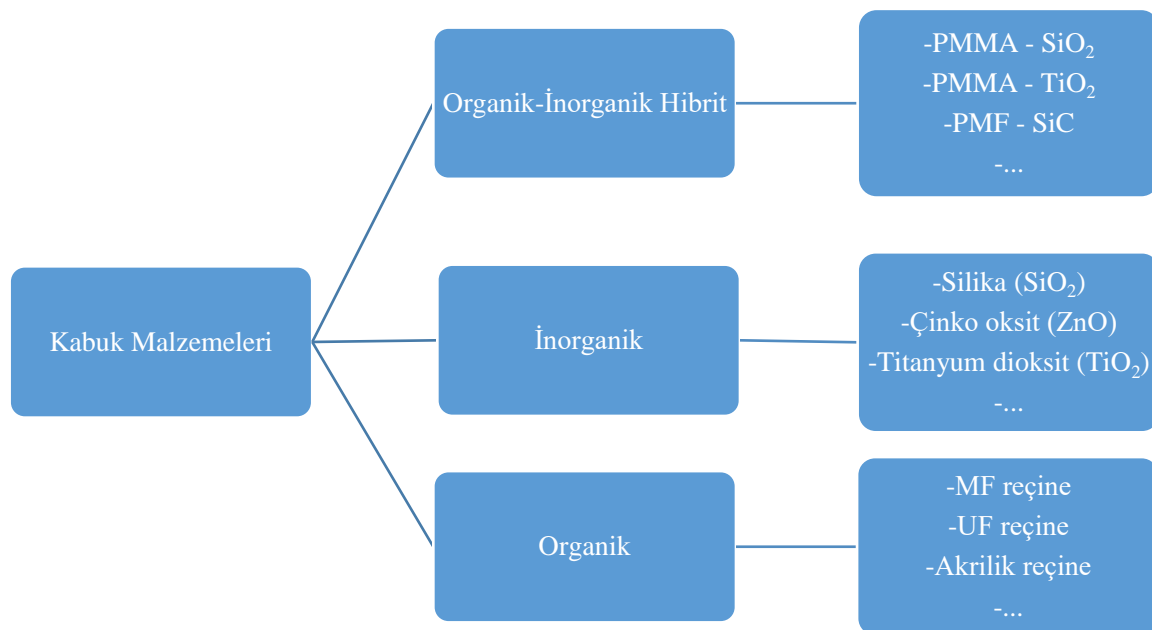 Kabuk Malzemeleri
Organik-İnorganik Hibrit
-PMMA - SiO₂
-PMMA - TiO₂
-PMF - SiC
-...
İnorganik
-Silika (SiO₂)
-Çinko oksit (ZnO)
-Titanyum dioksit (TiO₂)
-...
Organik
-MF reçine
-UF reçine
-Akrilik reçine
-...